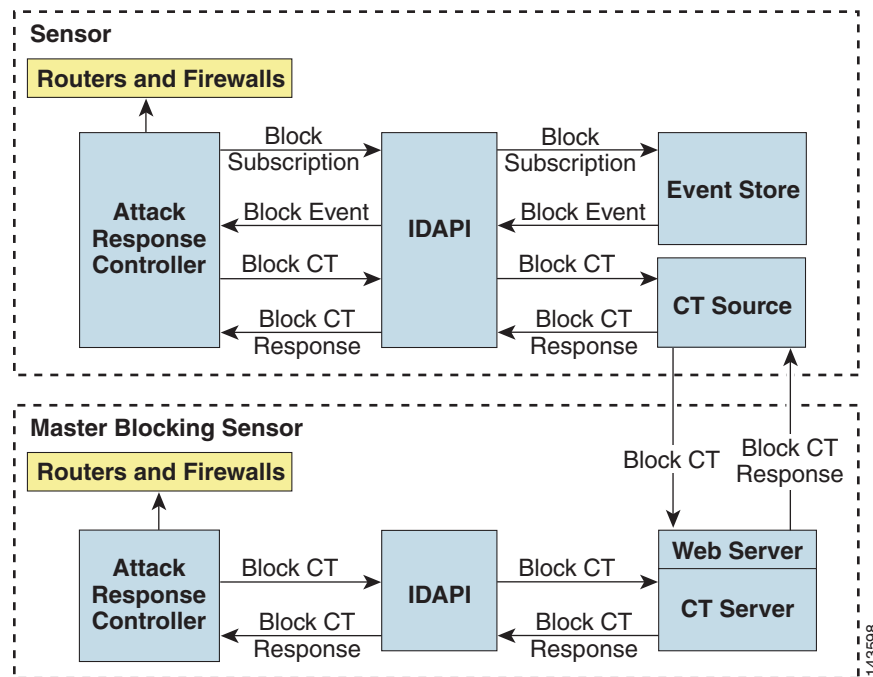 Sensor
Routers and Firewalls
Block
Subscription
Block
Subscription
Attack
Response
Controller
IDAPI
Event Store
Block Event
Block Event
Block CT
Block CT
CT Source
Block CT
Response
Block CT
Response
Master Blocking Sensor
Block CT
Block CT
Response
Routers and Firewalls
Attack
Response
Controller
Block CT
IDAPI
Block CT
Web Server
CT Server
Block CT
Response
Block CT
Response
143598